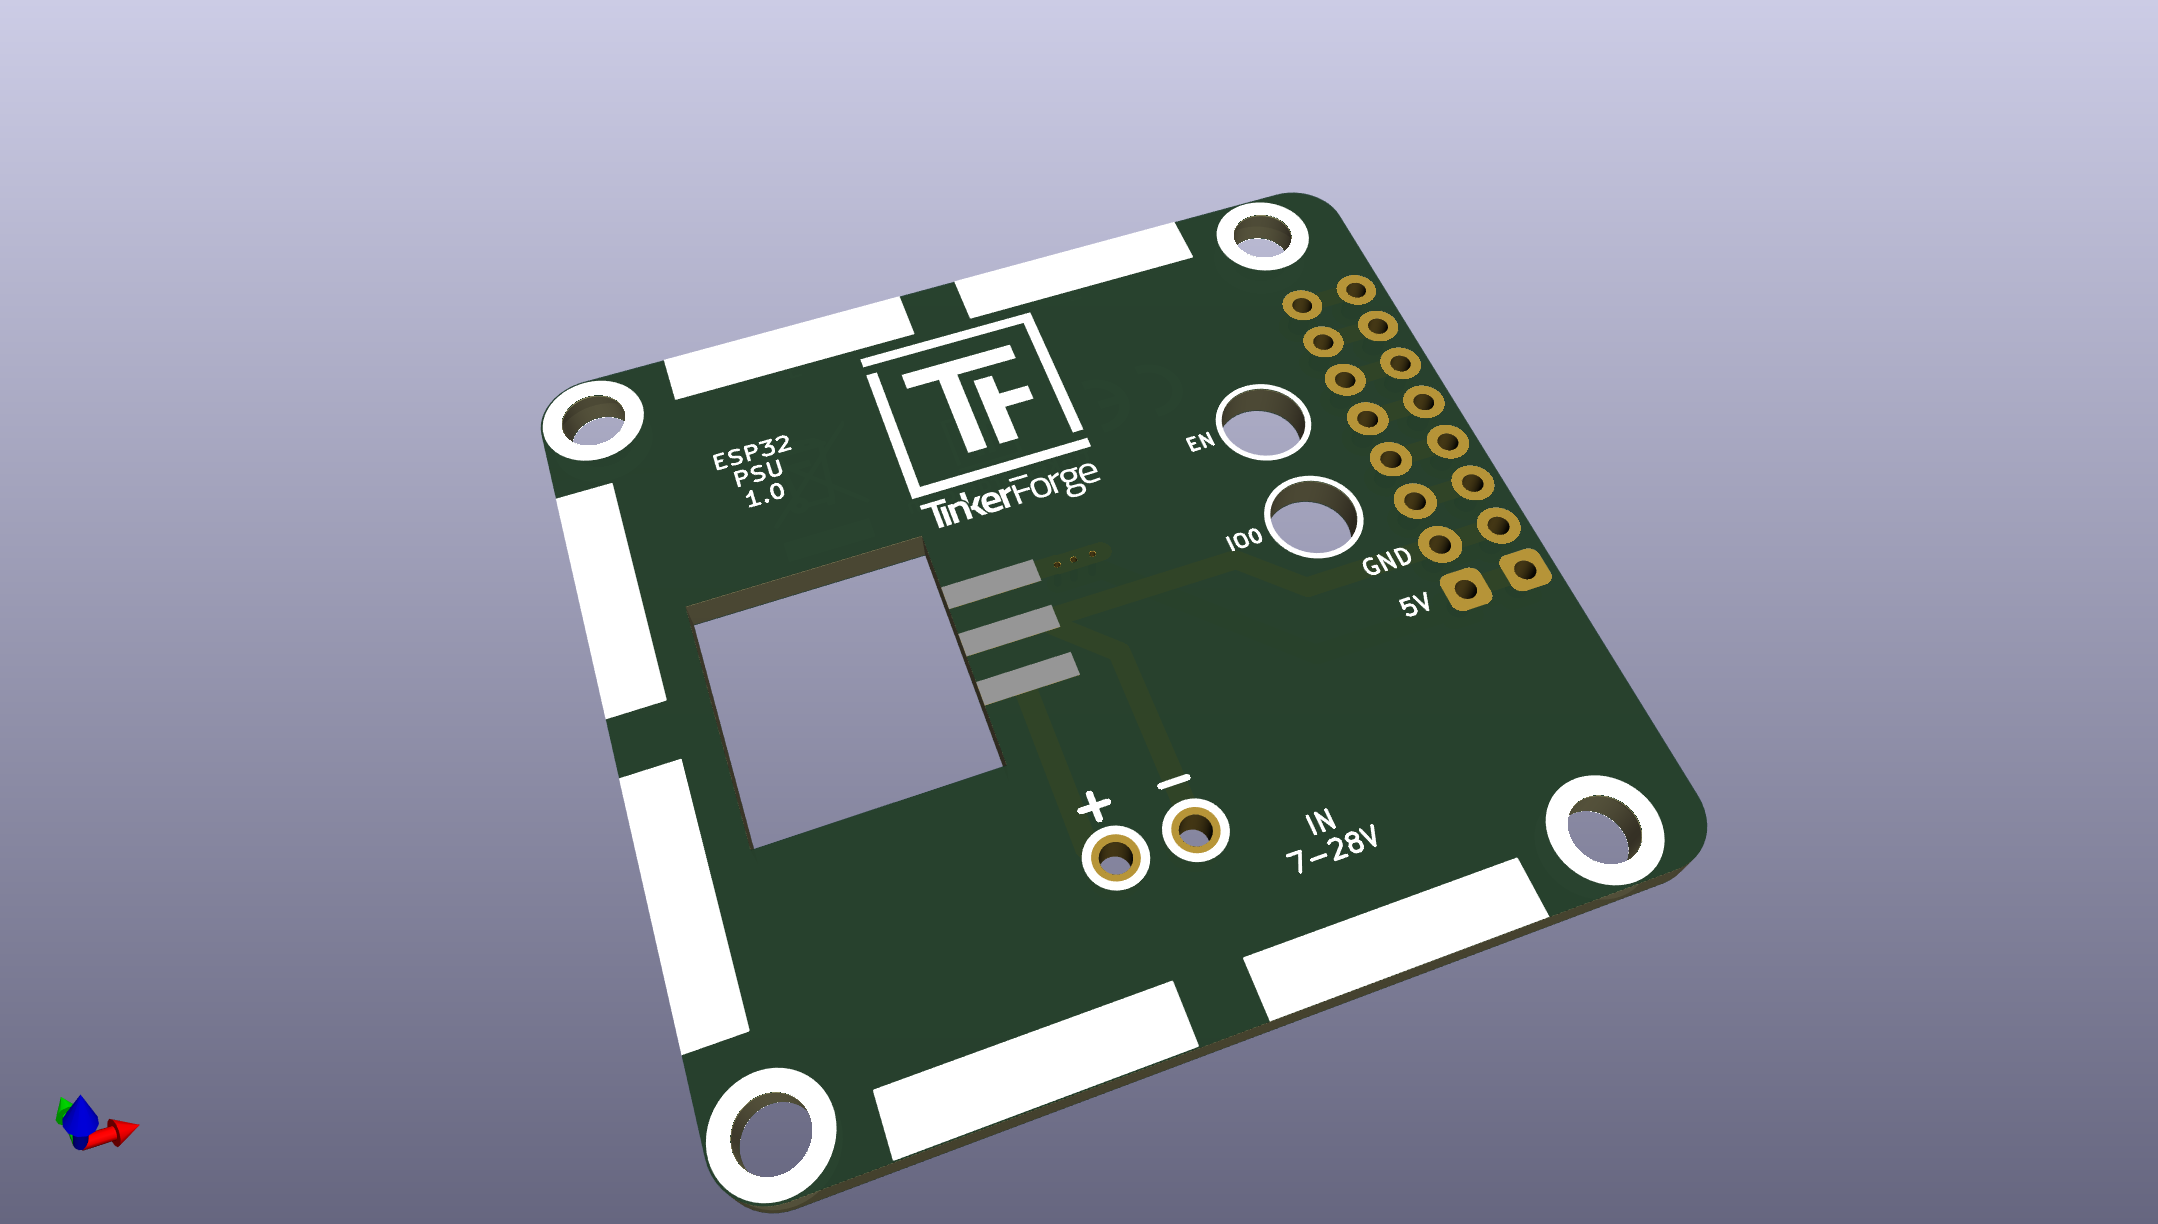 TF
TinkerForge
ESP32
PSU
1.0
EN
IO0
GND
5V
+ −
IN
7-28V